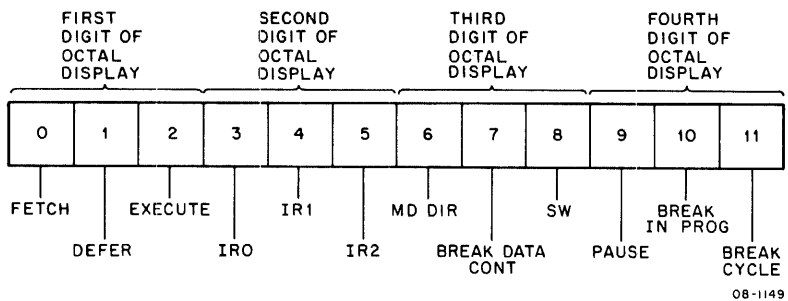 FIRST
DIGIT OF
OCTAL
DISPLAY
SECOND
DIGIT OF
OCTAL
DISPLAY
THIRD
DIGIT OF
OCTAL
DISPLAY
FOURTH
DIGIT OF
OCTAL
DISPLAY
0 1 2 3 4 5 6 7 8 9 10 11
FETCH
DEFER
EXECUTE
IR0
IR1
IR2
MD DIR
BREAK DATA
CONT
SW
PAUSE
BREAK
IN PROG
BREAK
CYCLE
08-1149